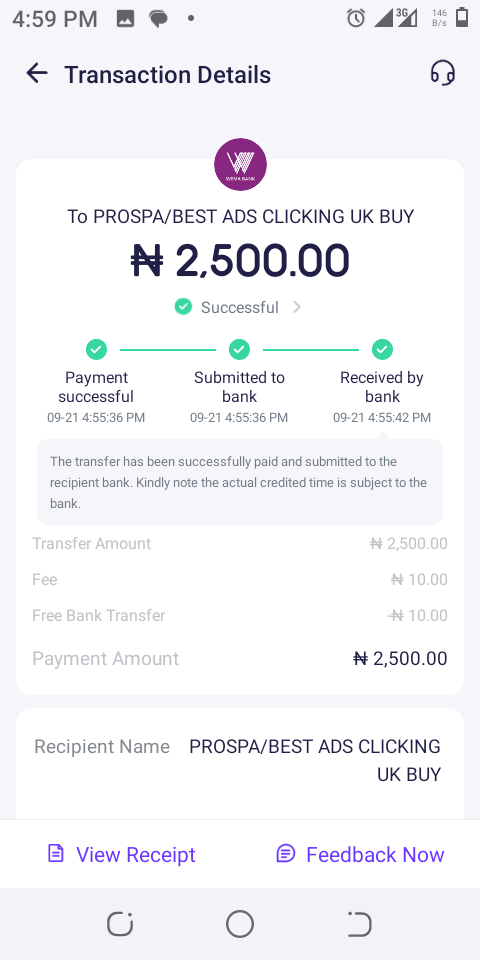 4:59 PM 3G 146 B/s
Transaction Details
WEMA BANK
To PROSPA/BEST ADS CLICKING UK BUY
₦ 2,500.00
Successful
Payment successful
09-21 4:55:36 PM
Submitted to bank
09-21 4:55:36 PM
Received by bank
09-21 4:55:42 PM
The transfer has been successfully paid and submitted to the
recipient bank. Kindly note the actual credited time is subject to the
bank.
Transfer Amount ₦ 2,500.00
Fee ₦ 10.00
Free Bank Transfer -₦ 10.00
Payment Amount ₦ 2,500.00
Recipient Name PROSPA/BEST ADS CLICKING
UK BUY
View Receipt Feedback Now